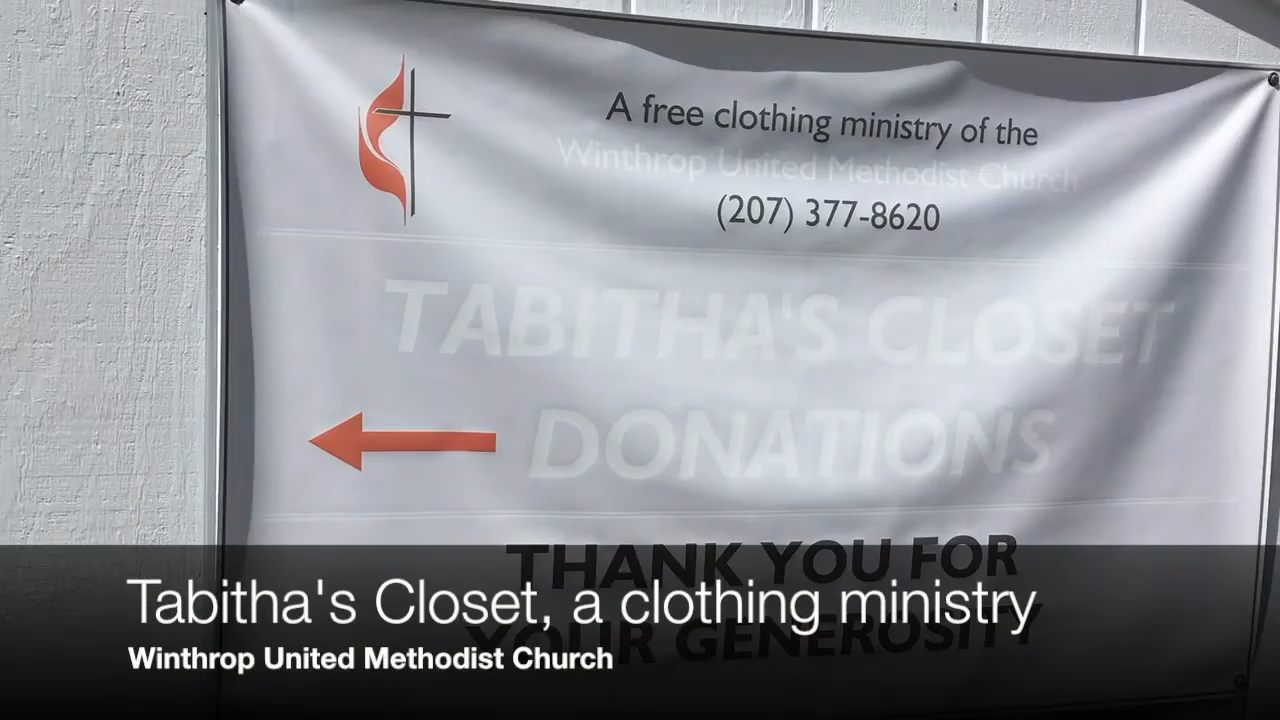 A free clothing ministry of the
Winthrop United Methodist Church
(207) 377-8620
TABITHA'S CLOSET
DONATIONS
THANK YOU FOR
YOUR GENEROSITY
Tabitha's Closet, a clothing ministry
Winthrop United Methodist Church